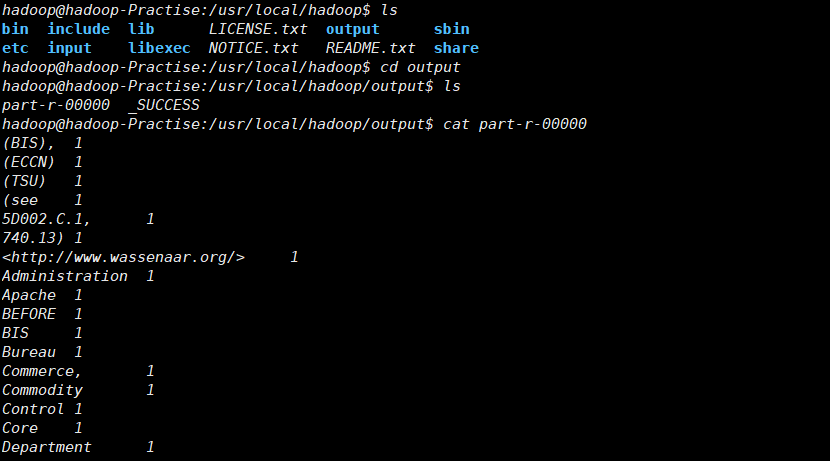 hadoop@hadoop-Practise:/usr/local/hadoop$ ls
bin  include  lib      LICENSE.txt  output      sbin
etc  input    libexec  NOTICE.txt   README.txt  share
hadoop@hadoop-Practise:/usr/local/hadoop$ cd output
hadoop@hadoop-Practise:/usr/local/hadoop/output$ ls
part-r-00000  _SUCCESS
hadoop@hadoop-Practise:/usr/local/hadoop/output$ cat part-r-00000
(BIS),  1
(ECCN)  1
(TSU)   1
(see    1
5D002.C.1,      1
740.13) 1
<http://www.wassenaar.org/>     1
Administration  1
Apache  1
BEFORE  1
BIS     1
Bureau  1
Commerce,       1
Commodity       1
Control 1
Core    1
Department      1